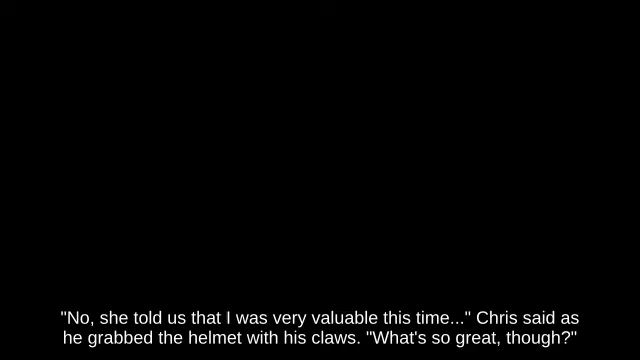 "No, she told us that I was very valuable this time..." Chris said as
he grabbed the helmet with his claws. "What's so great, though?"